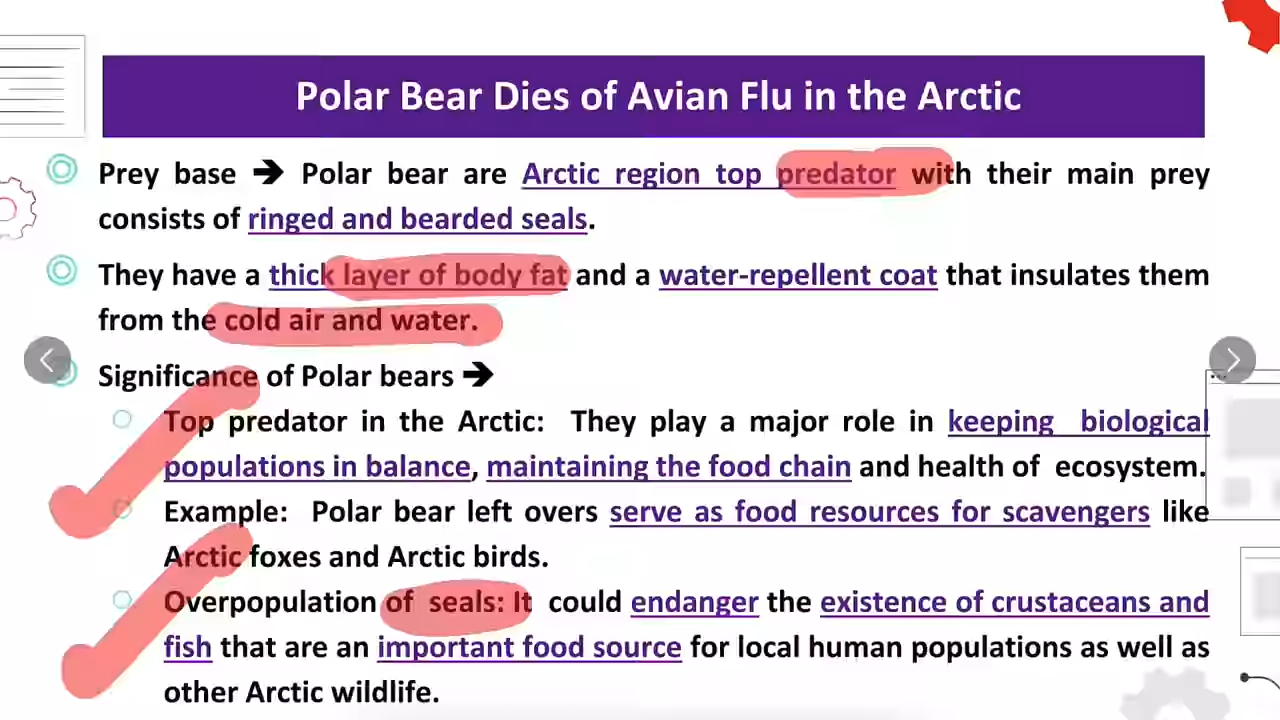 Polar Bear Dies of Avian Flu in the Arctic
Prey base ➔ Polar bear are Arctic region top predator with their main prey
consists of ringed and bearded seals.
They have a thick layer of body fat and a water-repellent coat that insulates them
from the cold air and water.
Significance of Polar bears ➔
Top predator in the Arctic: They play a major role in keeping biological
populations in balance, maintaining the food chain and health of ecosystem.
Example: Polar bear left overs serve as food resources for scavengers like
Arctic foxes and Arctic birds.
Overpopulation of seals: It could endanger the existence of crustaceans and
fish that are an important food source for local human populations as well as
other Arctic wildlife.